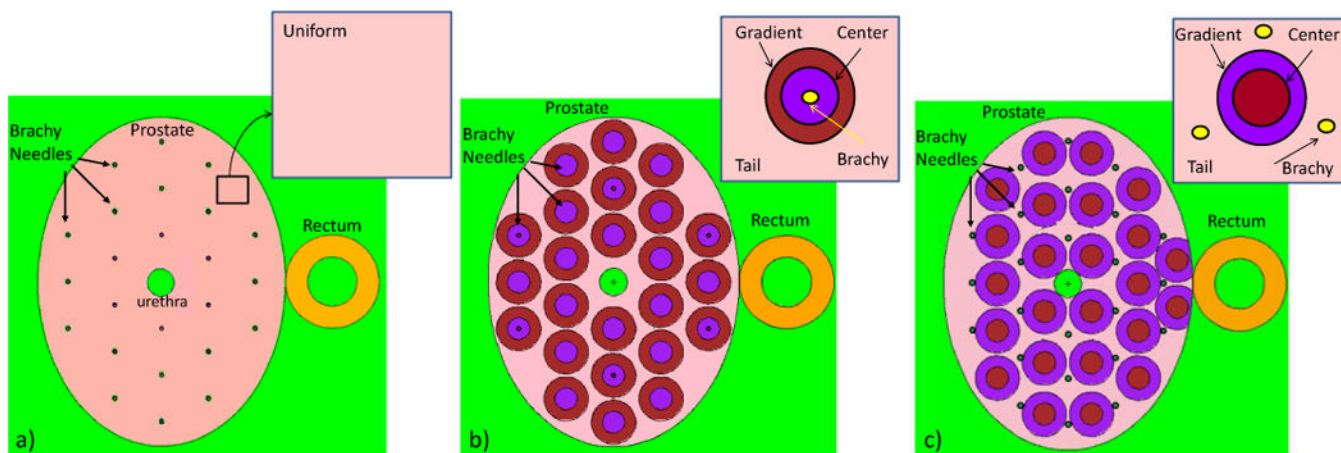 Uniform
Prostate
Brachy
Needles
Rectum
urethra
a)
Gradient
Center
Brachy
Tail
Prostate
Brachy
Needles
Rectum
b)
Gradient
Center
Tail
Brachy
Prostate
Brachy
Needles
Rectum
c)